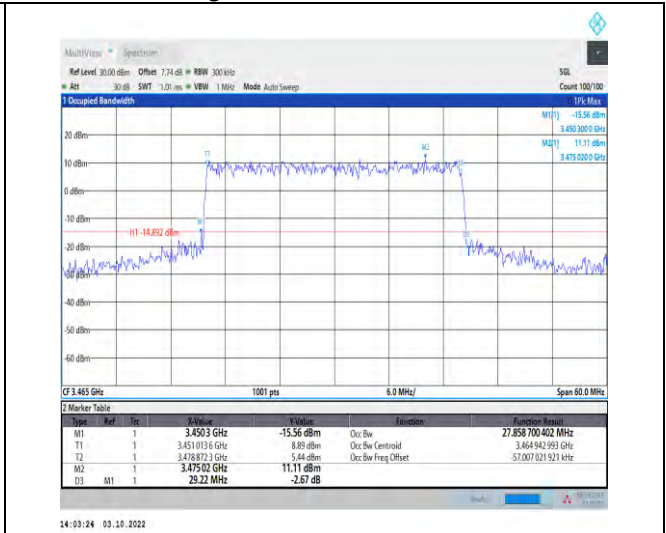 MultiView Spectrum
Ref Level 30.00 dBm Offset 7.74 dB RBW 300 kHz SGL
Att 30 dB SWT 1.01 ms VBW 1 MHz Mode Auto Sweep Count 100/100
1 Occupied Bandwidth 1Pk Max
M1[1] -15.56 dBm
3.450 300 0 GHz
M2[1] 11.11 dBm
3.475 020 0 GHz
20 dBm
M2
T1
10 dBm
0 dBm
-10 dBm
M1
H1 -14.892 dBm
D3
-20 dBm
-30 dBm
-40 dBm
-50 dBm
-60 dBm
CF 3.465 GHz 1001 pts 6.0 MHz/ Span 60.0 MHz
2 Marker Table
Type Ref Trc X-Value Y-Value Function Function Result
M1 1 3.450 3 GHz -15.56 dBm Occ Bw 27.858 700 402 MHz
T1 1 3.451 013 6 GHz 8.89 dBm Occ Bw Centroid 3.464 942 993 GHz
T2 1 3.478 872 3 GHz 5.44 dBm Occ Bw Freq Offset -57.007 021 921 kHz
M2 1 3.475 02 GHz 11.11 dBm
D3 M1 1 29.22 MHz -2.67 dB
14:03:24 03.10.2022